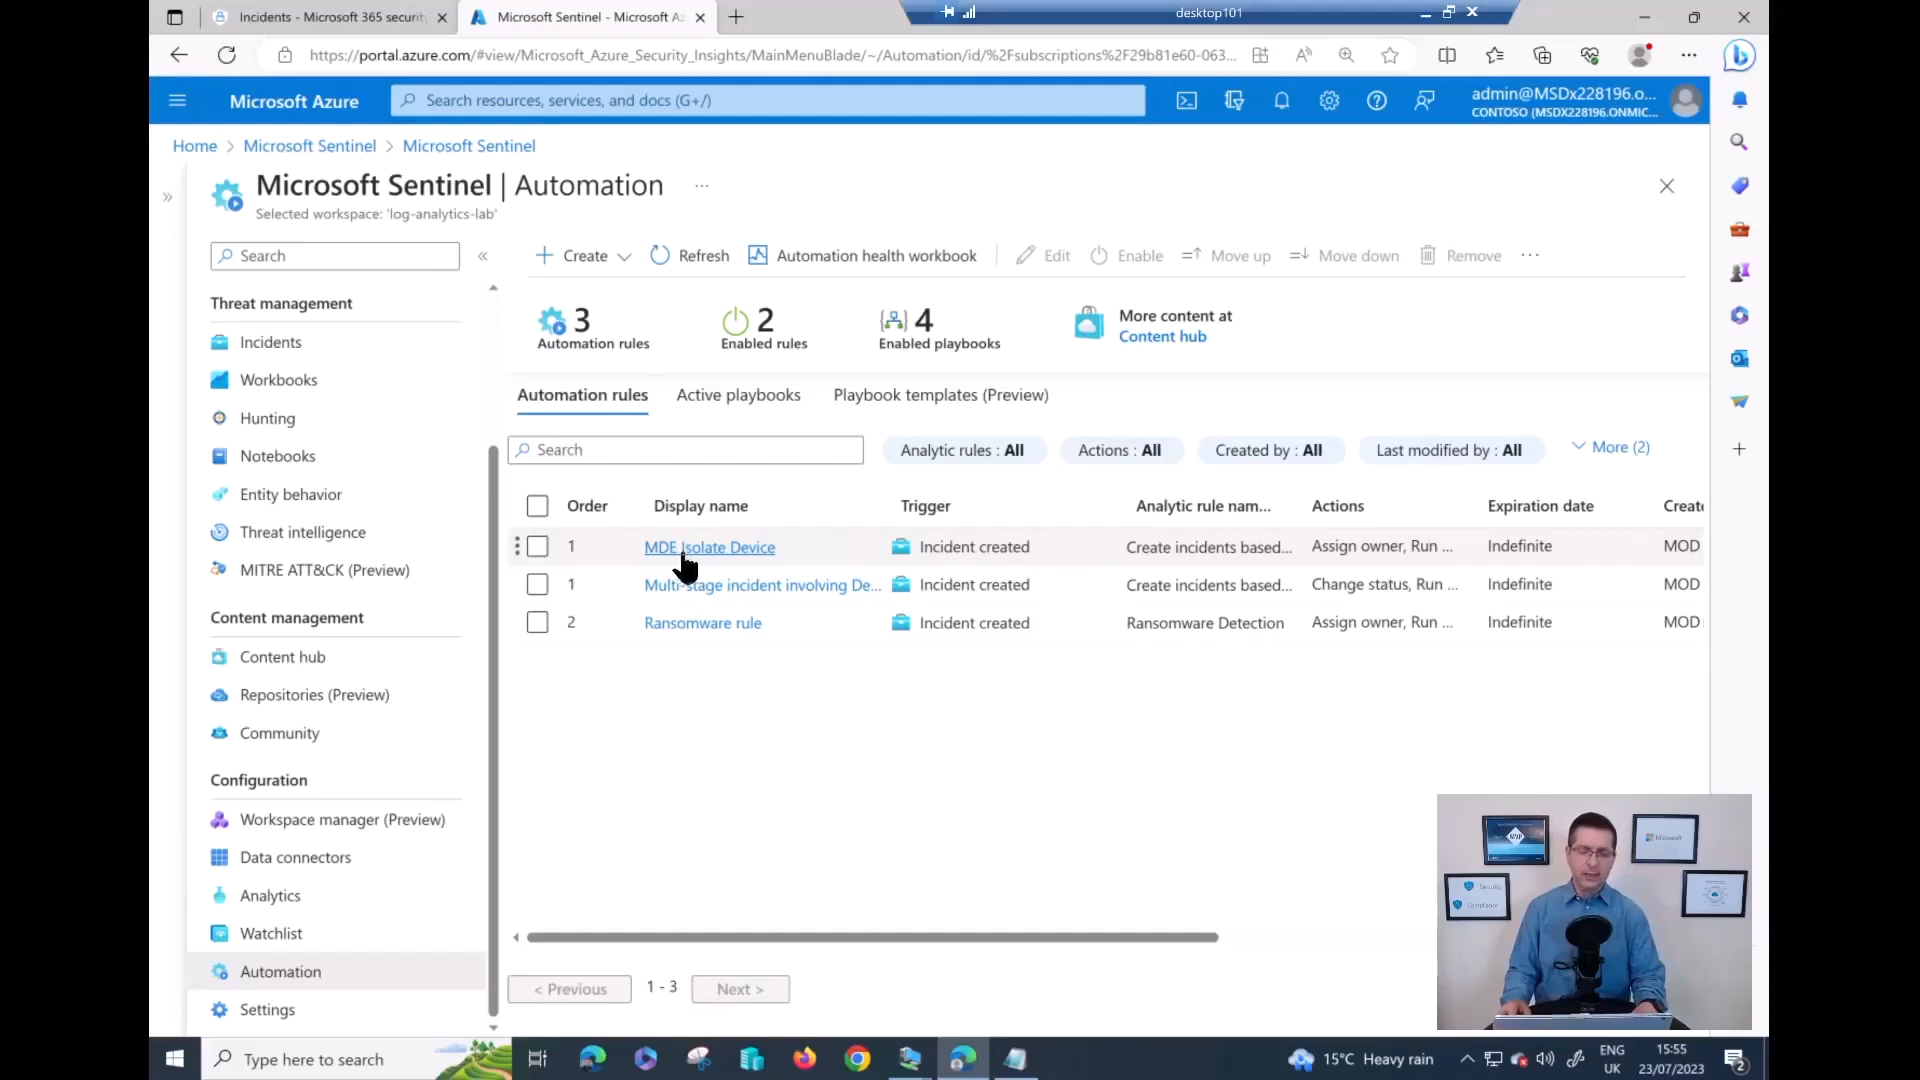 Incidents - Microsoft 365 security
Microsoft Sentinel - Microsoft Az
desktop101
https://portal.azure.com/#view/Microsoft_Azure_Security_Insights/MainMenuBlade/~/Automation/id/%2Fsubscriptions%2F29b81e60-063...
Microsoft Azure
Search resources, services, and docs (G+/)
admin@MSDx228196.o...
CONTOSO (MSDX228196.ONMIC...
Home > Microsoft Sentinel > Microsoft Sentinel
Microsoft Sentinel | Automation ...
Selected workspace: 'log-analytics-lab'
Search
Threat management
Incidents
Workbooks
Hunting
Notebooks
Entity behavior
Threat intelligence
MITRE ATT&CK (Preview)
Content management
Content hub
Repositories (Preview)
Community
Configuration
Workspace manager (Preview)
Data connectors
Analytics
Watchlist
Automation
Settings
Create Refresh Automation health workbook Edit Enable Move up Move down Remove ...
3 Automation rules
2 Enabled rules
4 Enabled playbooks
More content at
Content hub
Automation rules Active playbooks Playbook templates (Preview)
Search Analytic rules : All Actions : All Created by : All Last modified by : All More (2)
Order Display name Trigger Analytic rule nam... Actions Expiration date Create
1 MDE Isolate Device Incident created Create incidents based... Assign owner, Run ... Indefinite MOD
1 Multi-stage incident involving De... Incident created Create incidents based... Change status, Run ... Indefinite MOD
2 Ransomware rule Incident created Ransomware Detection Assign owner, Run ... Indefinite MOD
< Previous 1 - 3 Next >
MVP
Microsoft
Security
Compliance
Type here to search
15°C Heavy rain
ENG
UK
15:55
23/07/2023
2